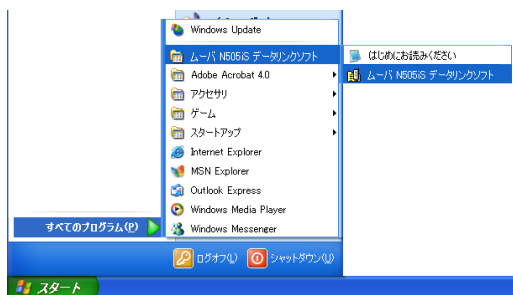 Windows Update
ムーバ N505iS データリンクソフト
はじめにお読みください
Adobe Acrobat 4.0
ムーバ N505iS データリンクソフト
アクセサリ
ゲーム
スタートアップ
Internet Explorer
MSN Explorer
Outlook Express
Windows Media Player
すべてのプログラム(P)
Windows Messenger
ログオフ(L)
シャットダウン(U)
スタート